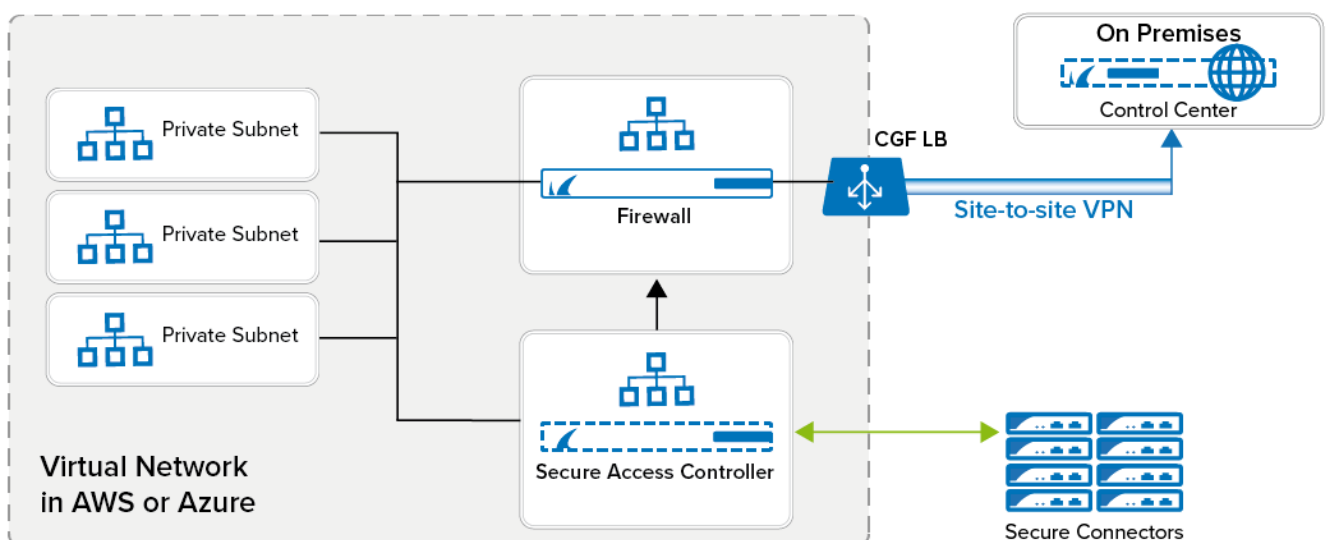 On Premises
Control Center
CGF LB
Site-to-site VPN
Private Subnet
Private Subnet
Private Subnet
Firewall
Secure Access Controller
Virtual Network
in AWS or Azure
Secure Connectors